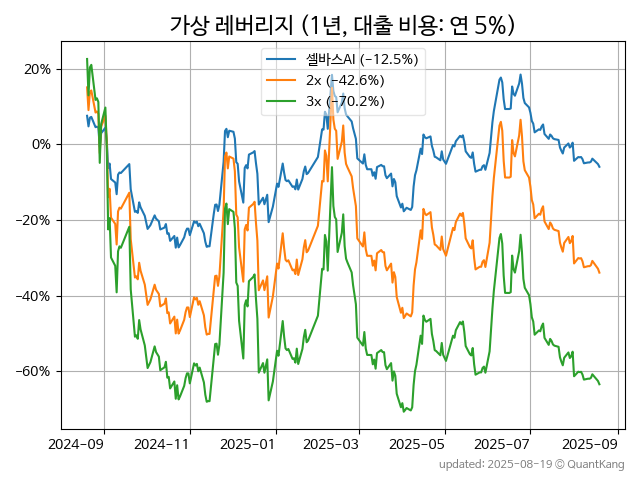 가상 레버리지 (1년, 대출 비용: 연 5%)
셀바스AI (−12.5%)
2x (−42.6%)
3x (−70.2%)
20%
0%
−20%
−40%
−60%
2024-09 2024-11 2025-01 2025-03 2025-05 2025-07 2025-09
updated: 2025-08-19 © QuantKang